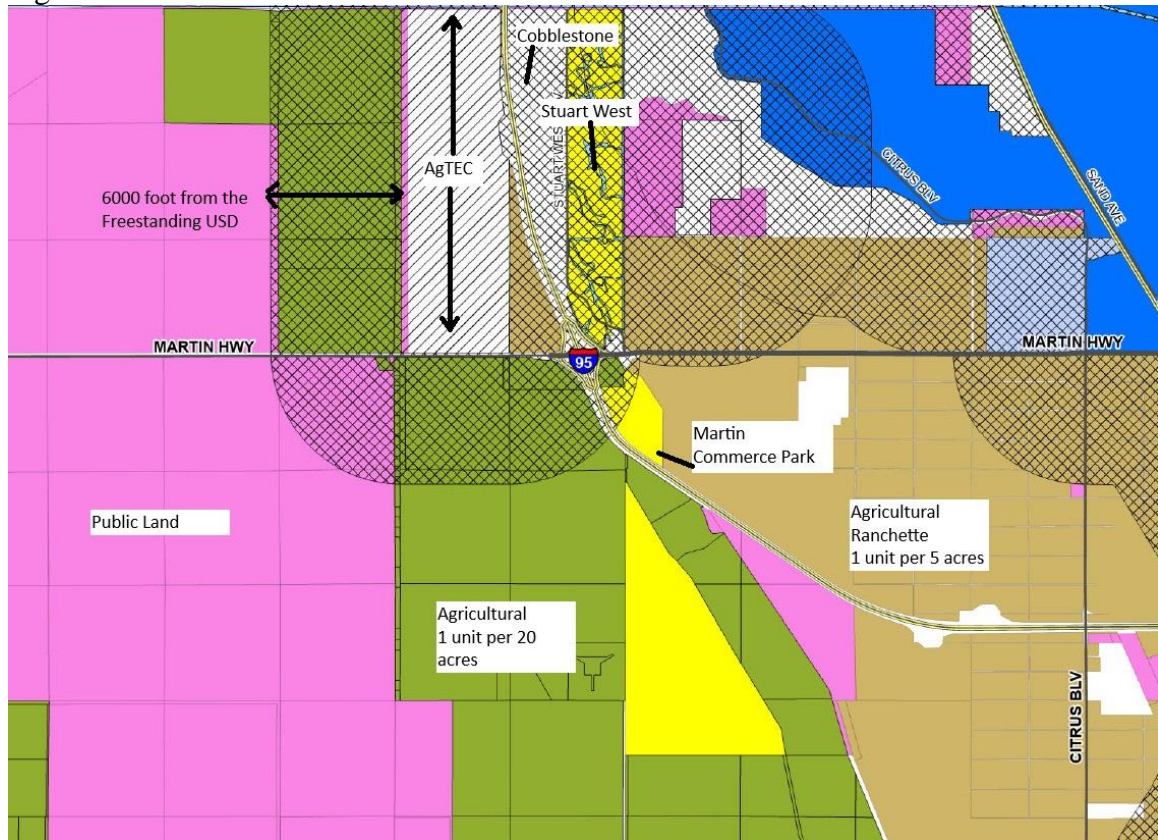 Cobblestone
Stuart West
STUART WES
AgTEC
6000 foot from the
Freestanding USD
CITRUS BLV
SAND AVE
MARTIN HWY
95
MARTIN HWY
Martin
Commerce Park
Public Land
Agricultural
Ranchette
1 unit per 5 acres
Agricultural
1 unit per 20
acres
CITRUS BLV